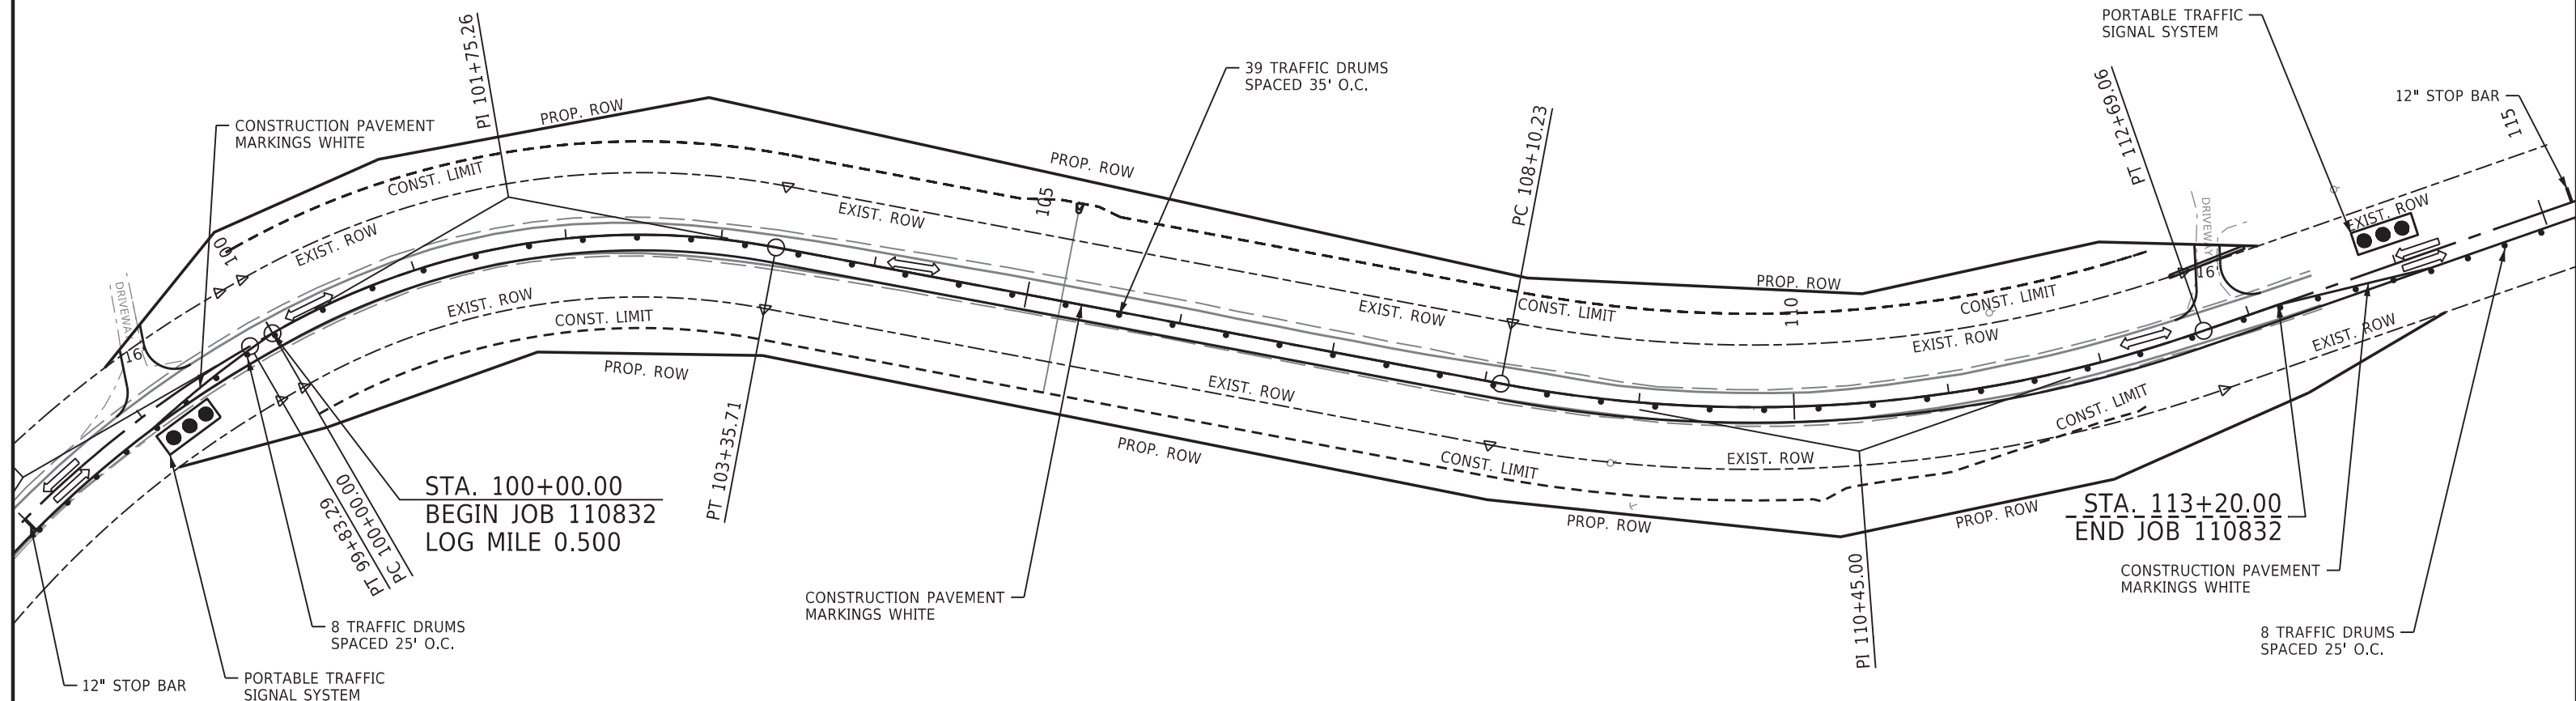 PI 101+75.26
CONSTRUCTION PAVEMENT
MARKINGS WHITE
PROP. ROW
39 TRAFFIC DRUMS
SPACED 35' O.C.
PORTABLE TRAFFIC
SIGNAL SYSTEM
12" STOP BAR
115
PT 112+69.06
PC 108+10.23
PROP. ROW
CONST. LIMIT
EXIST. ROW
100
105
EXIST. ROW
DRIVEWAY
EXIST. ROW
16'
DRIVEWA
16'
EXIST. ROW
CONST. LIMIT
PROP. ROW
EXIST. ROW
CONST. LIMIT
PROP. ROW
110
CONST. LIMIT
EXIST. ROW
EXIST. ROW
EXIST. ROW
CONST. LIMIT
PROP. ROW
CONST. LIMIT
EXIST. ROW
PROP. ROW
PROP. ROW
PT 103+35.71
STA. 100+00.00
BEGIN JOB 110832
LOG MILE 0.500
PC 100+00.00
PT 99+83.29
STA. 113+20.00
END JOB 110832
PI 110+45.00
CONSTRUCTION PAVEMENT
MARKINGS WHITE
CONSTRUCTION PAVEMENT
MARKINGS WHITE
8 TRAFFIC DRUMS
SPACED 25' O.C.
8 TRAFFIC DRUMS
SPACED 25' O.C.
12" STOP BAR
PORTABLE TRAFFIC
SIGNAL SYSTEM